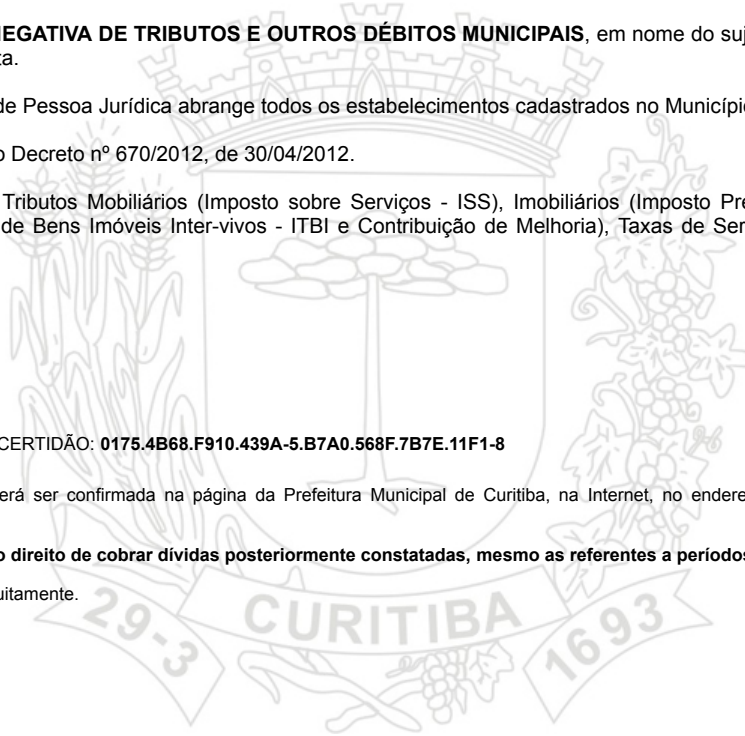 EGATIVA DE TRIBUTOS E OUTROS DÉBITOS MUNICIPAIS, em nome do suj
a.
de Pessoa Jurídica abrange todos os estabelecimentos cadastrados no Municípi
o Decreto nº 670/2012, de 30/04/2012.
Tributos Mobiliários (Imposto sobre Serviços - ISS), Imobiliários (Imposto Pre
de Bens Imóveis Inter-vivos - ITBI e Contribuição de Melhoria), Taxas de Ser
CERTIDÃO: 0175.4B68.F910.439A-5.B7A0.568F.7B7E.11F1-8
erá ser confirmada na página da Prefeitura Municipal de Curitiba, na Internet, no endere
o direito de cobrar dívidas posteriormente constatadas, mesmo as referentes a períodos
uitamente.
29-3 CURITIBA 1693